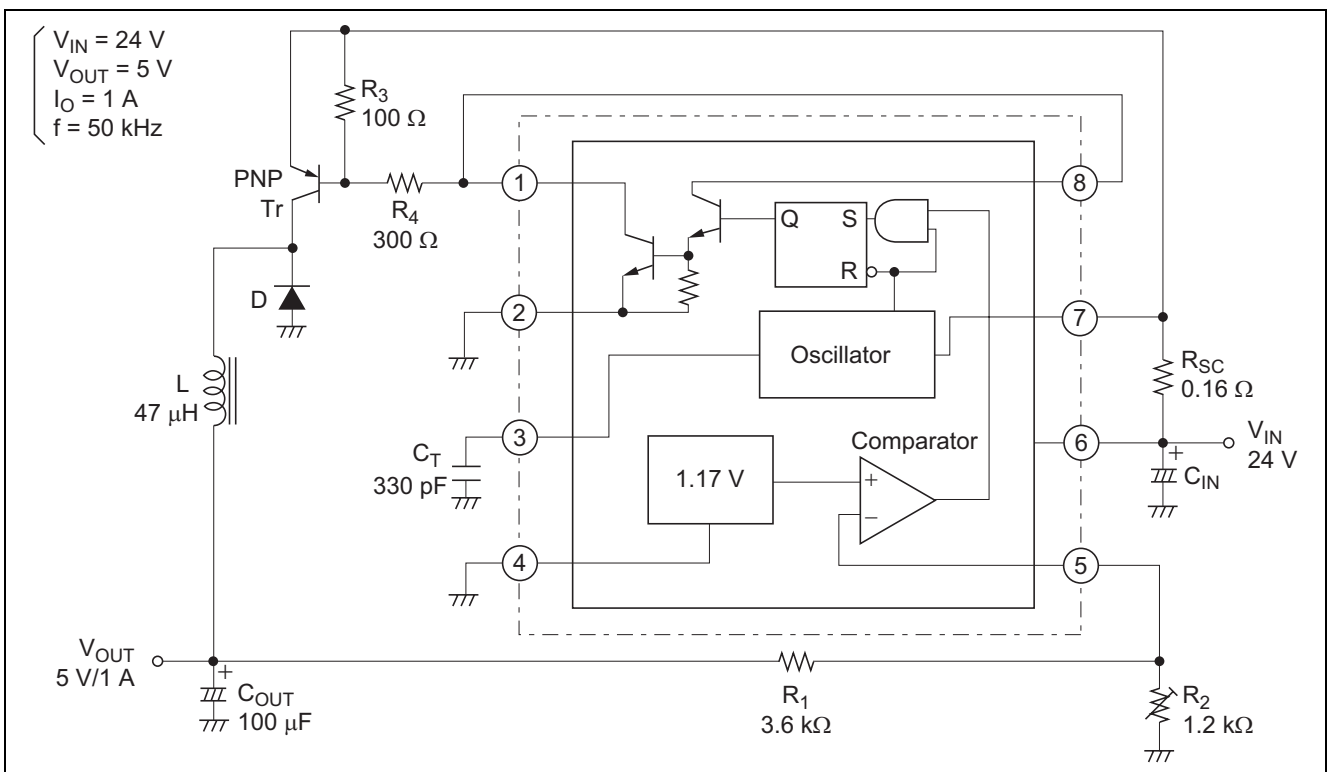 V_IN = 24 V
V_OUT = 5 V
I_O = 1 A
f = 50 kHz
R_3
100 Ω
PNP
Tr
R_4
300 Ω
1
8
Q
S
R
D
2
7
Oscillator
R_SC
0.16 Ω
L
47 μH
3
6
C_T
330 pF
1.17 V
Comparator
+
−
+
V_IN
24 V
C_IN
4
5
V_OUT
5 V/1 A
+
C_OUT
100 μF
R_1
3.6 kΩ
R_2
1.2 kΩ